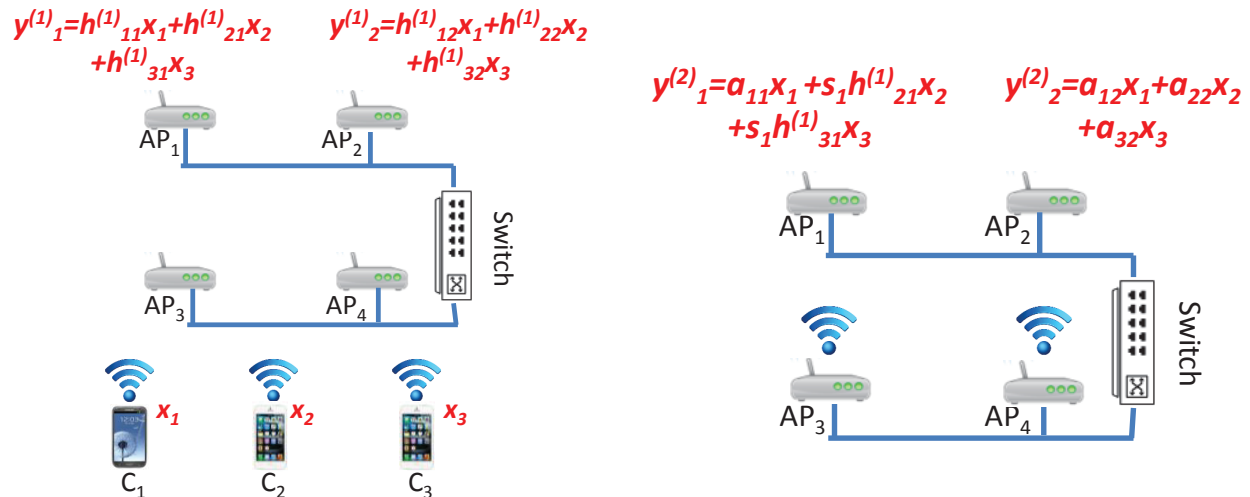 y⁽¹⁾₁=h⁽¹⁾₁₁x₁+h⁽¹⁾₂₁x₂
+h⁽¹⁾₃₁x₃
y⁽¹⁾₂=h⁽¹⁾₁₂x₁+h⁽¹⁾₂₂x₂
+h⁽¹⁾₃₂x₃
AP₁
AP₂
Switch
AP₃
AP₄
x₁
x₂
x₃
C₁
C₂
C₃
y⁽²⁾₁=a₁₁x₁+s₁h⁽¹⁾₂₁x₂
+s₁h⁽¹⁾₃₁x₃
y⁽²⁾₂=a₁₂x₁+a₂₂x₂
+a₃₂x₃
AP₁
AP₂
Switch
AP₃
AP₄